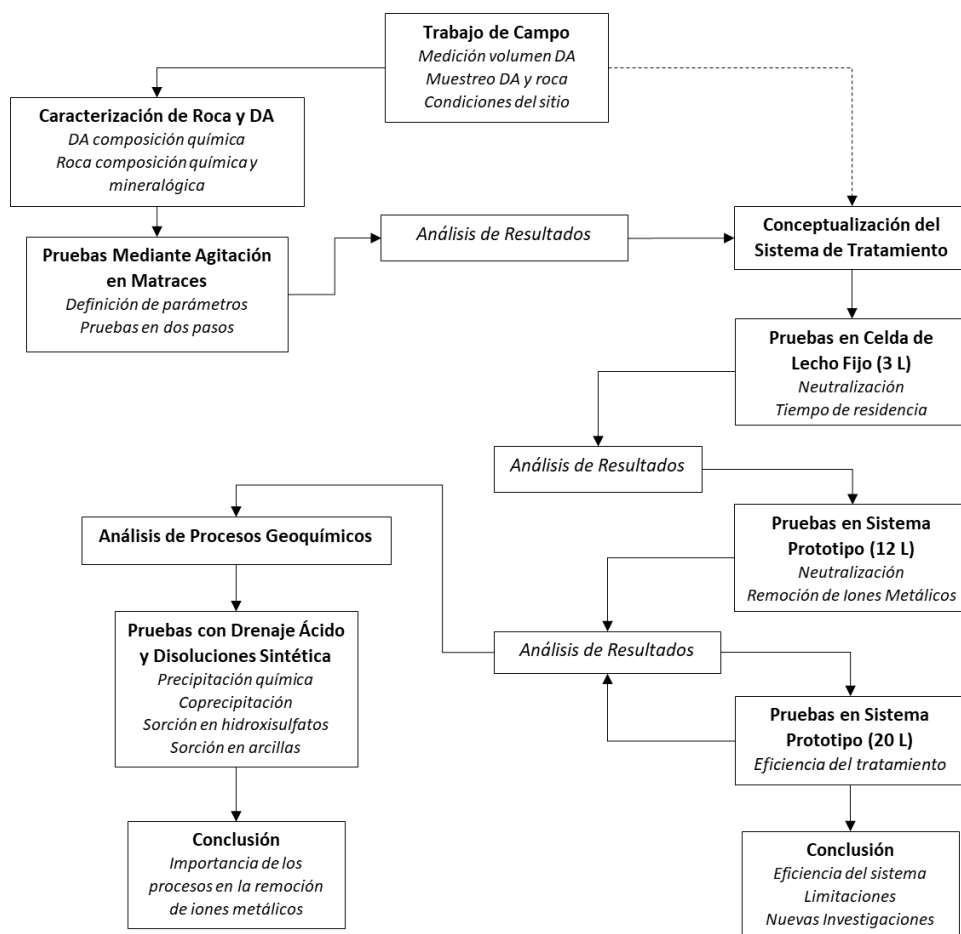 Trabajo de Campo
Medición volumen DA
Muestreo DA y roca
Condiciones del sitio
Caracterización de Roca y DA
DA composición química
Roca composición química y
mineralógica
Pruebas Mediante Agitación
en Matraces
Definición de parámetros
Pruebas en dos pasos
Análisis de Resultados
Conceptualización del
Sistema de Tratamiento
Pruebas en Celda de
Lecho Fijo (3 L)
Neutralización
Tiempo de residencia
Análisis de Resultados
Pruebas en Sistema
Prototipo (12 L)
Neutralización
Remoción de Iones Metálicos
Análisis de Resultados
Pruebas en Sistema
Prototipo (20 L)
Eficiencia del tratamiento
Conclusión
Eficiencia del sistema
Limitaciones
Nuevas Investigaciones
Análisis de Procesos Geoquímicos
Pruebas con Drenaje Ácido
y Disoluciones Sintética
Precipitación química
Coprecipitación
Sorción en hidroxisulfatos
Sorción en arcillas
Conclusión
Importancia de los
procesos en la remoción
de iones metálicos